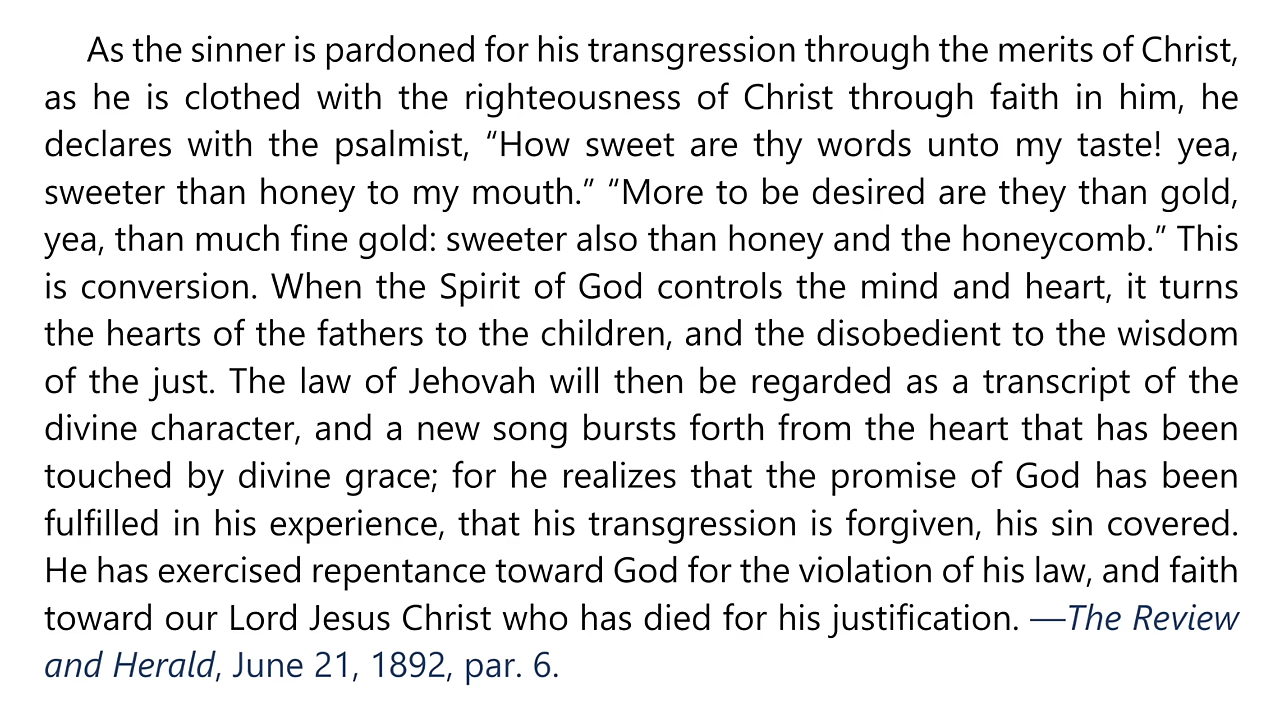 As the sinner is pardoned for his transgression through the merits of Christ,
as he is clothed with the righteousness of Christ through faith in him, he
declares with the psalmist, “How sweet are thy words unto my taste! yea,
sweeter than honey to my mouth.” “More to be desired are they than gold,
yea, than much fine gold: sweeter also than honey and the honeycomb.” This
is conversion. When the Spirit of God controls the mind and heart, it turns
the hearts of the fathers to the children, and the disobedient to the wisdom
of the just. The law of Jehovah will then be regarded as a transcript of the
divine character, and a new song bursts forth from the heart that has been
touched by divine grace; for he realizes that the promise of God has been
fulfilled in his experience, that his transgression is forgiven, his sin covered.
He has exercised repentance toward God for the violation of his law, and faith
toward our Lord Jesus Christ who has died for his justification. —The Review
and Herald, June 21, 1892, par. 6.